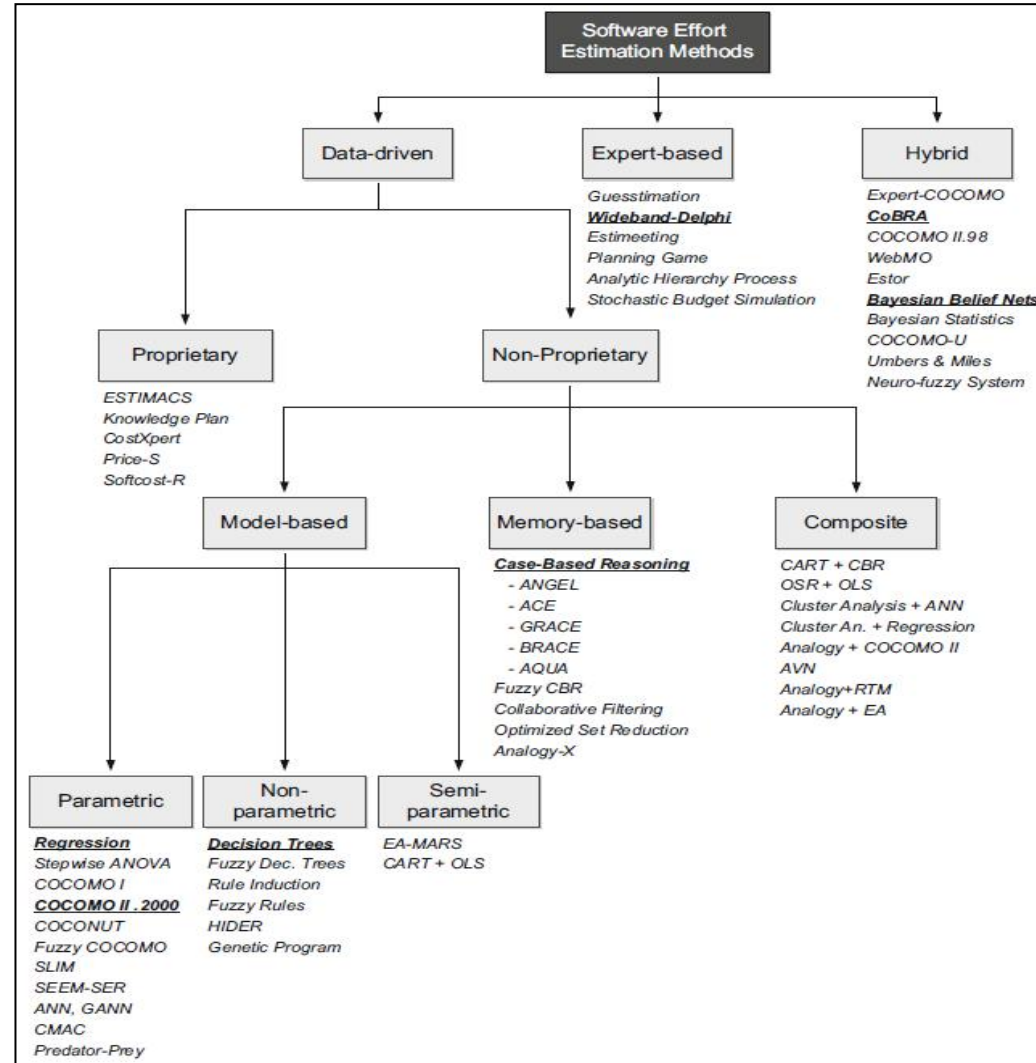 Software Effort
Estimation Methods
Data-driven
Expert-based
Hybrid
Guesstimation
Wideband-Delphi
Estimeeting
Planning Game
Analytic Hierarchy Process
Stochastic Budget Simulation
Expert-COCOMO
CoBRA
COCOMO II.98
WebMO
Estor
Bayesian Belief Nets
Bayesian Statistics
COCOMO-U
Umbers & Miles
Neuro-fuzzy System
Proprietary
Non-Proprietary
ESTIMACS
Knowledge Plan
CostXpert
Price-S
Softcost-R
Model-based
Memory-based
Composite
Case-Based Reasoning
- ANGEL
- ACE
- GRACE
- BRACE
- AQUA
Fuzzy CBR
Collaborative Filtering
Optimized Set Reduction
Analogy-X
CART + CBR
OSR + OLS
Cluster Analysis + ANN
Cluster An. + Regression
Analogy + COCOMO II
AVN
Analogy+RTM
Analogy + EA
Parametric
Non-
parametric
Semi-
parametric
Regression
Stepwise ANOVA
COCOMO I
COCOMO II . 2000
COCONUT
Fuzzy COCOMO
SLIM
SEEM-SER
ANN, GANN
CMAC
Predator-Prey
Decision Trees
Fuzzy Dec. Trees
Rule Induction
Fuzzy Rules
HIDER
Genetic Program
EA-MARS
CART + OLS